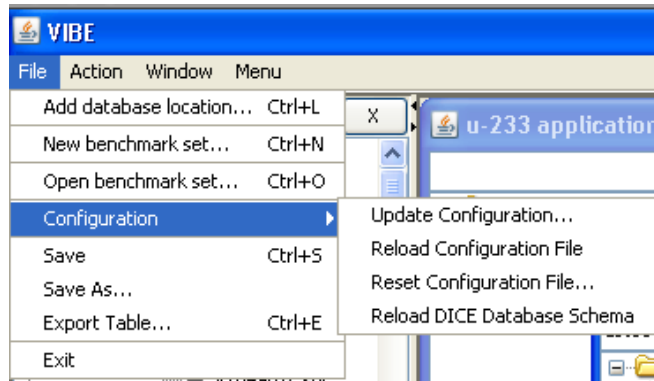 VIBE
File Action Window Menu
Add database location... Ctrl+L
X
New benchmark set... Ctrl+N
u-233 application
Open benchmark set... Ctrl+O
Configuration
Update Configuration...
Save Ctrl+S
Reload Configuration File
Save As...
Reset Configuration File...
Export Table... Ctrl+E
Reload DICE Database Schema
Exit